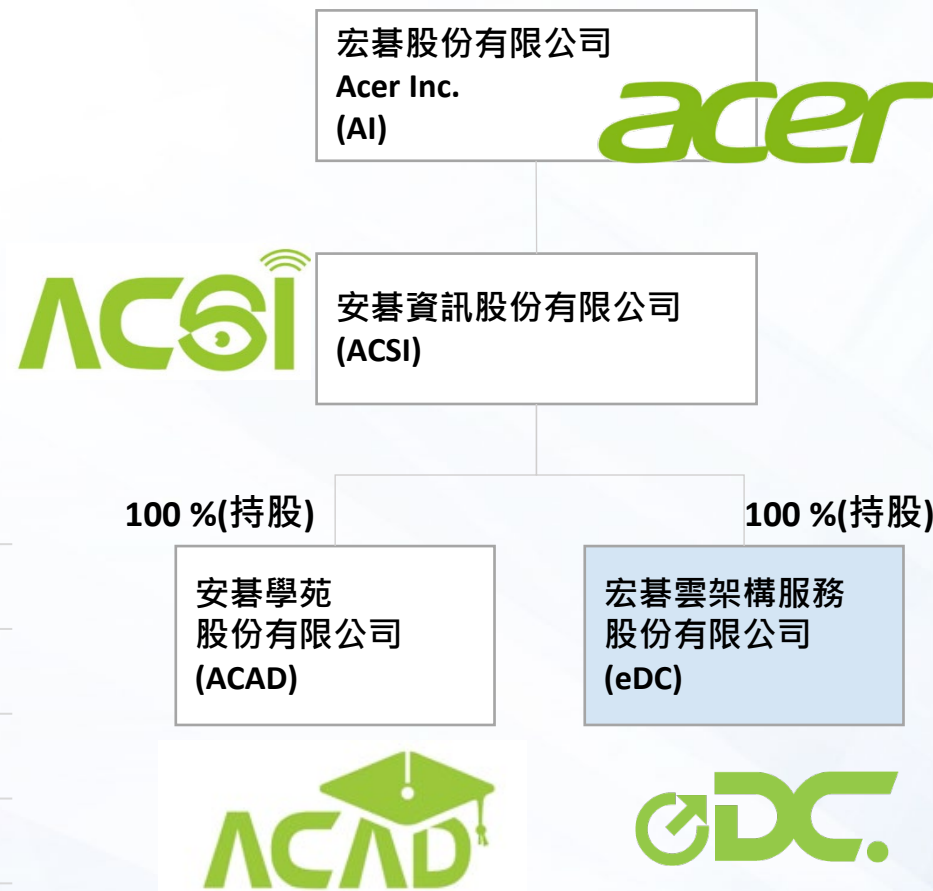 宏碁股份有限公司
Acer Inc.
(AI)
acer
ACSI
安碁資訊股份有限公司
(ACSI)
100 %(持股)
100 %(持股)
安碁學苑
股份有限公司
(ACAD)
宏碁雲架構服務
股份有限公司
(eDC)
ACAD
eDC.